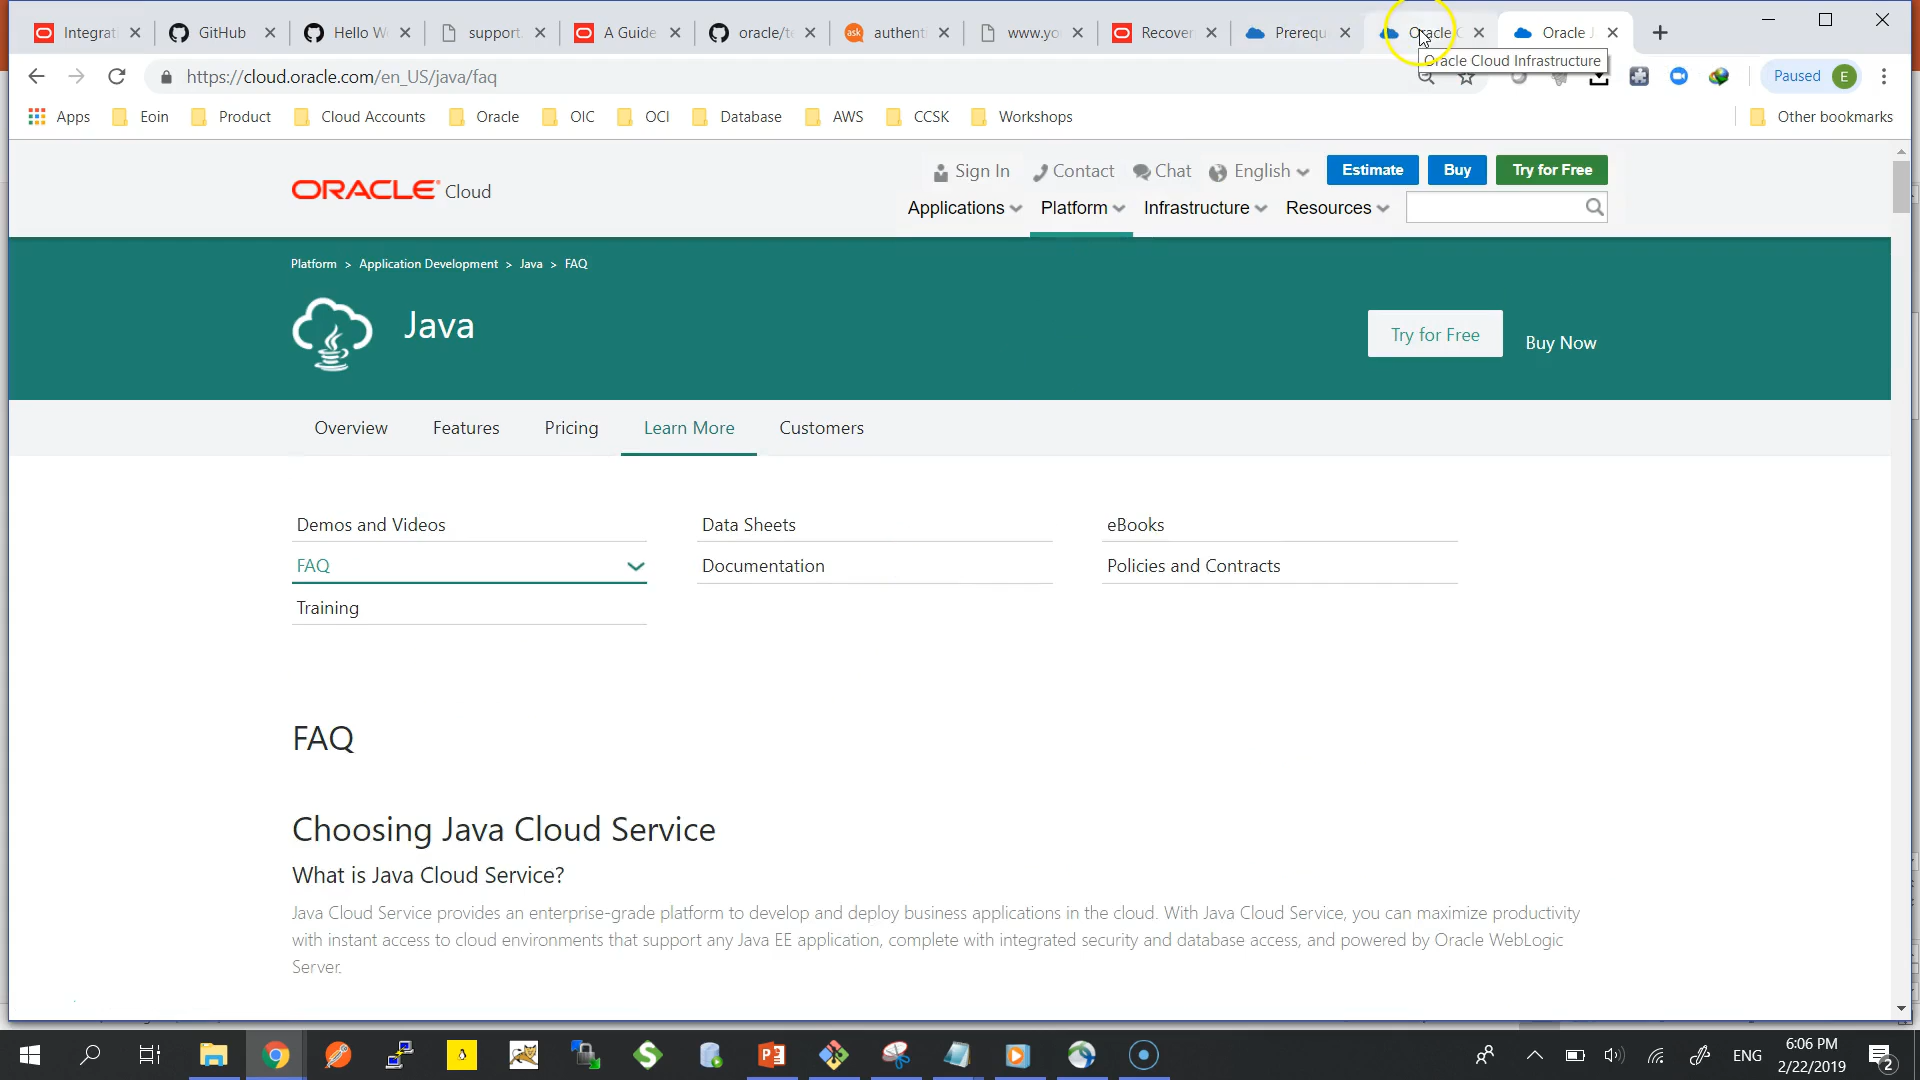 Integrati GitHub Hello Wo support. A Guide oracle/te ask authent www.yo Recover Prerequ Oracle C Oracle J
Oracle Cloud Infrastructure
https://cloud.oracle.com/en_US/java/faq Paused E
Apps Eoin Product Cloud Accounts Oracle OIC OCI Database AWS CCSK Workshops Other bookmarks
Sign In Contact Chat English Estimate Buy Try for Free
ORACLE Cloud
Applications Platform Infrastructure Resources
Platform > Application Development > Java > FAQ
Java
Try for Free Buy Now
Overview Features Pricing Learn More Customers
Demos and Videos Data Sheets eBooks
FAQ Documentation Policies and Contracts
Training
FAQ
Choosing Java Cloud Service
What is Java Cloud Service?
Java Cloud Service provides an enterprise-grade platform to develop and deploy business applications in the cloud. With Java Cloud Service, you can maximize productivity
with instant access to cloud environments that support any Java EE application, complete with integrated security and database access, and powered by Oracle WebLogic
Server.
ENG 6:06 PM
2/22/2019 2